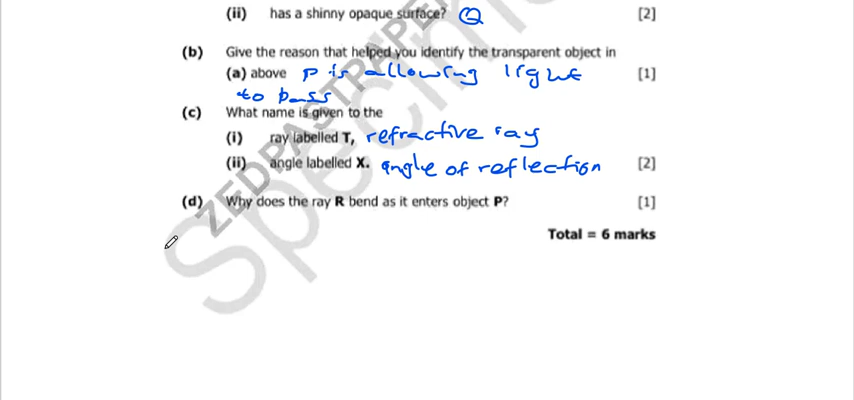 (ii) has a shinny opaque surface? Q [2]
(b) Give the reason that helped you identify the transparent object in
(a) above P is allowing light [1]
to pass
(c) What name is given to the
(i) ray labelled T, refractive ray
(ii) angle labelled X. angle of reflection [2]
(d) Why does the ray R bend as it enters object P? [1]
Total = 6 marks
ZEDPASTPAPER
Specim